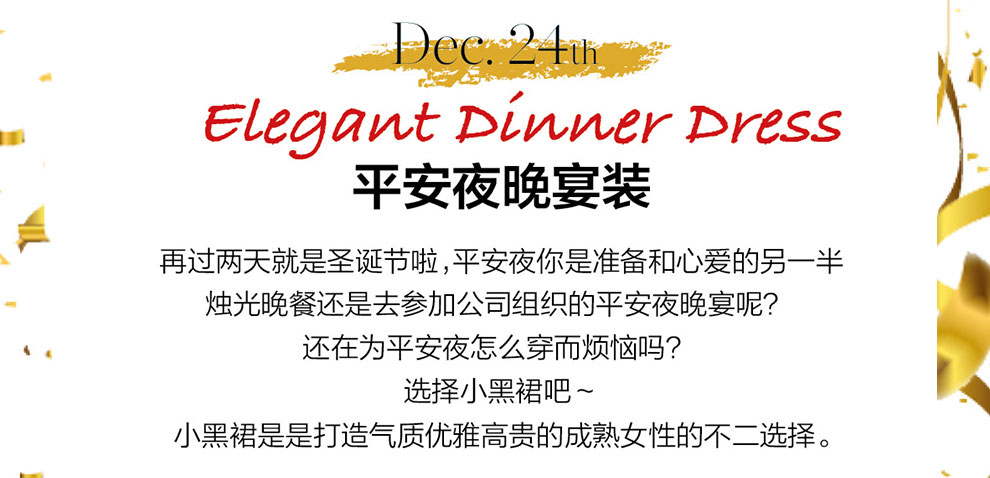 Dec. 24th
Elegant Dinner Dress
平安夜晚宴装
再过两天就是圣诞节啦,平安夜你是准备和心爱的另一半
烛光晚餐还是去参加公司组织的平安夜晚宴呢?
还在为平安夜怎么穿而烦恼吗?
选择小黑裙吧~
小黑裙是是打造气质优雅高贵的成熟女性的不二选择。